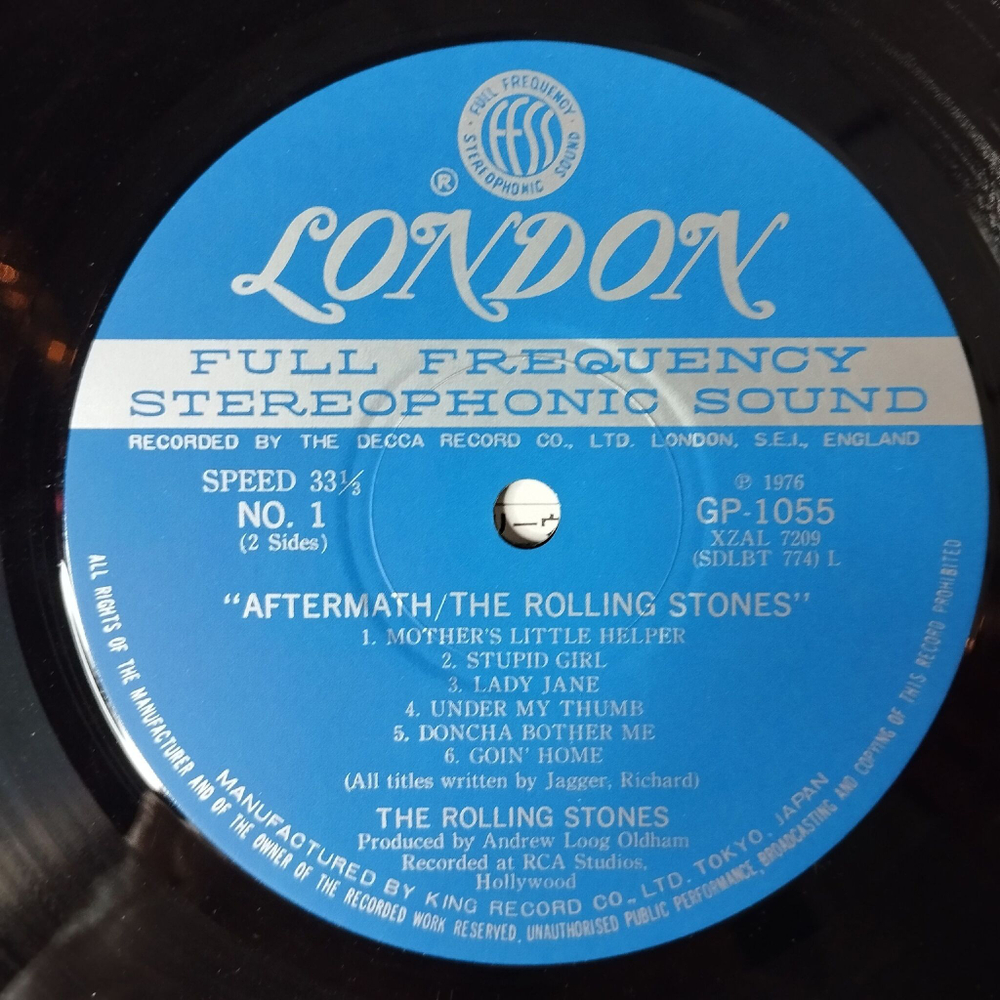 FULL FREQUENCY STEREOPHONIC SOUND
FFSS
®
LONDON
FULL FREQUENCY
STEREOPHONIC SOUND
RECORDED BY THE DECCA RECORD CO., LTD. LONDON, S.E.I., ENGLAND
SPEED 33⅓
NO. 1
(2 Sides)
℗ 1976
GP-1055
XZAL 7209
(SDLBT 774) L
"AFTERMATH/THE ROLLING STONES"
1. MOTHER'S LITTLE HELPER
2. STUPID GIRL
3. LADY JANE
4. UNDER MY THUMB
5. DONCHA BOTHER ME
6. GOIN' HOME
(All titles written by Jagger, Richard)
THE ROLLING STONES
Produced by Andrew Loog Oldham
Recorded at RCA Studios,
Hollywood
MANUFACTURED BY KING RECORD CO., LTD. TOKYO. JAPAN
ALL RIGHTS OF THE MANUFACTURER AND OF THE OWNER OF THE RECORDED WORK RESERVED, UNAUTHORISED PUBLIC PERFORMANCE, BROADCASTING AND COPYING OF THIS RECORD PROHIBITED